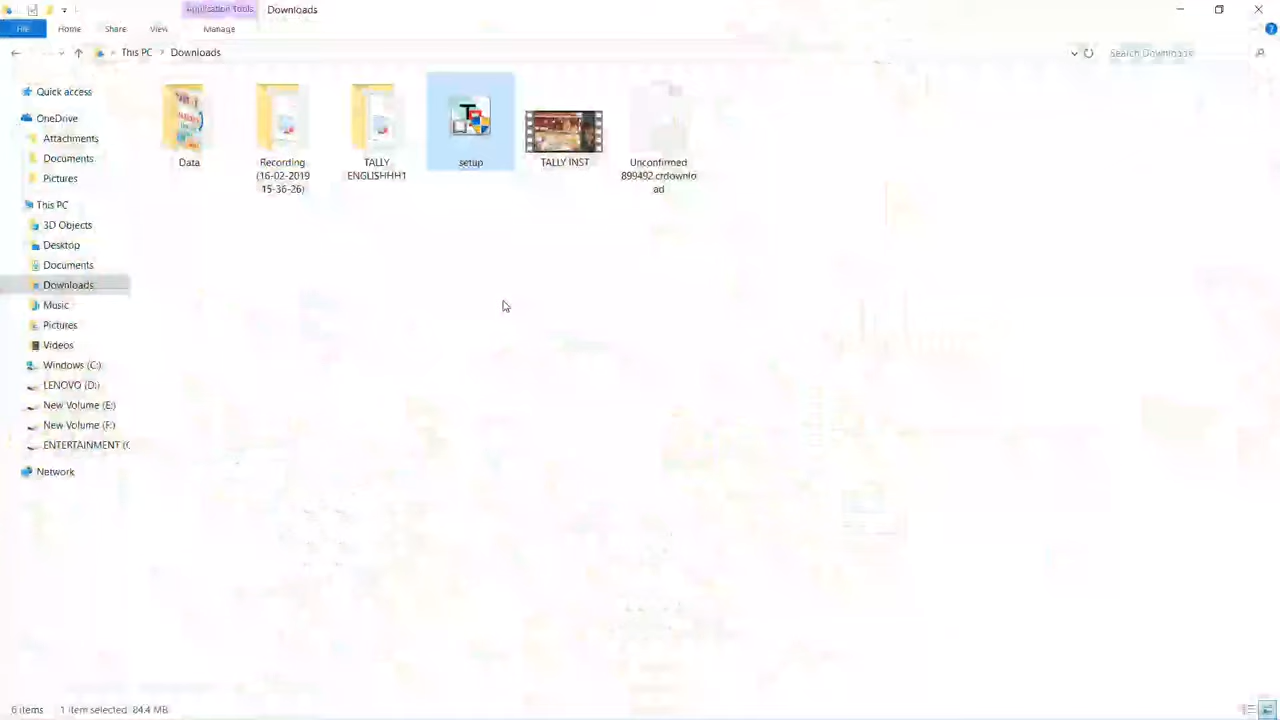 Application Tools
Downloads
File
Home
Share
View
Manage
This PC
Downloads
Search Downloads
Quick access
OneDrive
Attachments
Documents
Pictures
This PC
3D Objects
Desktop
Documents
Downloads
Music
Pictures
Videos
Windows (C:)
LENOVO (D:)
New Volume (E:)
New Volume (F:)
ENTERTAINMENT (
Network
Data
Recording
(16-02-2019
15-36-26)
TALLY
ENGLISHHH1
setup
TALLY INST
Unconfirmed
899492.crdownlo
ad
6 items
1 item selected 84.4 MB